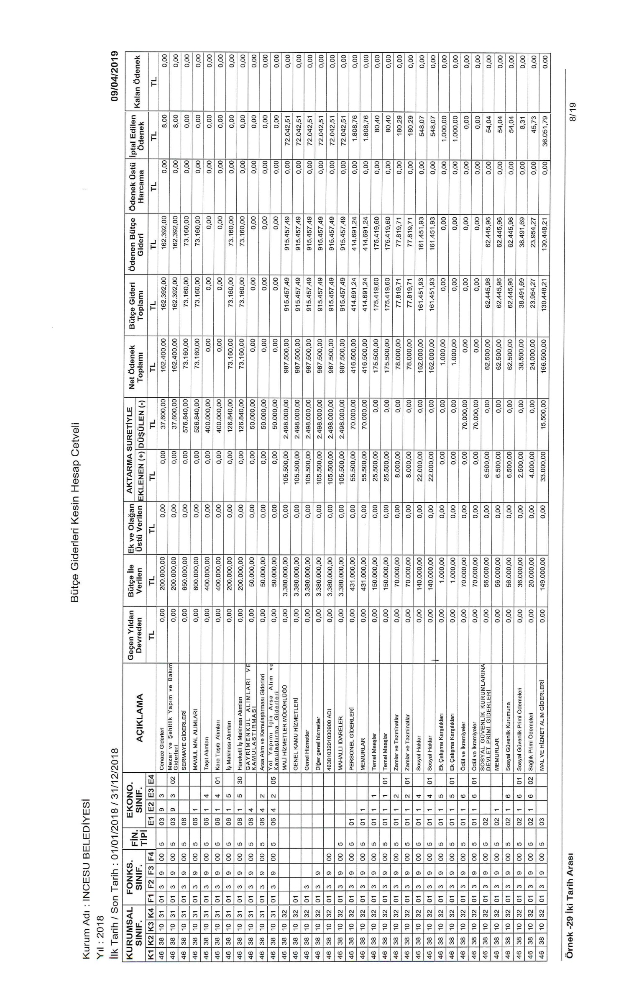 Bütçe Giderleri Kesin Hesap Cetveli
Kurum Adı : INCESU BELEDİYESİ
Yıl : 2018
İlk Tarih / Son Tarih : 01/01/2018 / 31/12/2018 09/04/2019
KURUMSAL SINIF. FONKS. SINIF. FİN. TİPİ EKONO. SINIF. AÇIKLAMA Geçen Yıldan Devreden Bütçe İle Verilen Ek ve Olağan Üstü Verilen AKTARMA SURETİYLE Net Ödenek Toplamı Bütçe Gideri Toplamı Ödenen Bütçe Gideri Ödenek Üstü Harcama İptal Edilen Ödenek Kalan Ödenek
EKLENEN (+) DÜŞÜLEN (-)
K1 K2 K3 K4 F1 F2 F3 F4 E1 E2 E3 E4 TL TL TL TL TL TL TL TL TL TL TL
46 38 10 31 01 3 9 00 5 03 9 3 Cenaze Giderleri 0,00 200.000,00 0,00 0,00 37.600,00 162.400,00 162.392,00 162.392,00 0,00 8,00 0,00
46 38 10 31 01 3 9 00 5 03 9 3 02 Mezar ve Şehitlik Yapım ve Bakım Giderleri 0,00 200.000,00 0,00 0,00 37.600,00 162.400,00 162.392,00 162.392,00 0,00 8,00 0,00
46 38 10 31 01 3 9 00 5 06 SERMAYE GİDERLERİ 0,00 650.000,00 0,00 0,00 576.840,00 73.160,00 73.160,00 73.160,00 0,00 0,00 0,00
46 38 10 31 01 3 9 00 5 06 1 MAMUL MAL ALIMLARI 0,00 600.000,00 0,00 0,00 526.840,00 73.160,00 73.160,00 73.160,00 0,00 0,00 0,00
46 38 10 31 01 3 9 00 5 06 1 4 Taşıt Alımları 0,00 400.000,00 0,00 0,00 400.000,00 0,00 0,00 0,00 0,00 0,00 0,00
46 38 10 31 01 3 9 00 5 06 1 4 01 Kara Taşıtı Alımları 0,00 400.000,00 0,00 0,00 400.000,00 0,00 0,00 0,00 0,00 0,00 0,00
46 38 10 31 01 3 9 00 5 06 1 5 İş Makinası Alımları 0,00 200.000,00 0,00 0,00 126.840,00 73.160,00 73.160,00 73.160,00 0,00 0,00 0,00
46 38 10 31 01 3 9 00 5 06 1 5 30 Hareketli İş Makinası Alımları 0,00 200.000,00 0,00 0,00 126.840,00 73.160,00 73.160,00 73.160,00 0,00 0,00 0,00
46 38 10 31 01 3 9 00 5 06 4 GAYRİMENKUL ALIMLARI VE KAMULAŞTIRMASI 0,00 50.000,00 0,00 0,00 50.000,00 0,00 0,00 0,00 0,00 0,00 0,00
46 38 10 31 01 3 9 00 5 06 4 2 Arsa Alım ve Kamulaştırması Giderleri 0,00 50.000,00 0,00 0,00 50.000,00 0,00 0,00 0,00 0,00 0,00 0,00
46 38 10 31 01 3 9 00 5 06 4 2 05 Yol Yapımı İçin Arsa Alım ve Kamulaştırma Giderleri 0,00 50.000,00 0,00 0,00 50.000,00 0,00 0,00 0,00 0,00 0,00 0,00
46 38 10 32 MALİ HİZMETLER MÜDÜRLÜĞÜ 0,00 3.380.000,00 0,00 105.500,00 2.498.000,00 987.500,00 915.457,49 915.457,49 0,00 72.042,51 0,00
46 38 10 32 01 GENEL KAMU HİZMETLERİ 0,00 3.380.000,00 0,00 105.500,00 2.498.000,00 987.500,00 915.457,49 915.457,49 0,00 72.042,51 0,00
46 38 10 32 01 3 Genel Hizmetler 0,00 3.380.000,00 0,00 105.500,00 2.498.000,00 987.500,00 915.457,49 915.457,49 0,00 72.042,51 0,00
46 38 10 32 01 3 9 Diğer genel hizmetler 0,00 3.380.000,00 0,00 105.500,00 2.498.000,00 987.500,00 915.457,49 915.457,49 0,00 72.042,51 0,00
46 38 10 32 01 3 9 00 4638103201030900 ADI 0,00 3.380.000,00 0,00 105.500,00 2.498.000,00 987.500,00 915.457,49 915.457,49 0,00 72.042,51 0,00
46 38 10 32 01 3 9 00 5 MAHALLI IDARELER 0,00 3.380.000,00 0,00 105.500,00 2.498.000,00 987.500,00 915.457,49 915.457,49 0,00 72.042,51 0,00
46 38 10 32 01 3 9 00 5 01 PERSONEL GİDERLERİ 0,00 431.000,00 0,00 55.500,00 70.000,00 416.500,00 414.691,24 414.691,24 0,00 1.808,76 0,00
46 38 10 32 01 3 9 00 5 01 1 MEMURLAR 0,00 431.000,00 0,00 55.500,00 70.000,00 416.500,00 414.691,24 414.691,24 0,00 1.808,76 0,00
46 38 10 32 01 3 9 00 5 01 1 1 Temel Maaşlar 0,00 150.000,00 0,00 25.500,00 0,00 175.500,00 175.419,60 175.419,60 0,00 80,40 0,00
46 38 10 32 01 3 9 00 5 01 1 1 01 Temel Maaşlar 0,00 150.000,00 0,00 25.500,00 0,00 175.500,00 175.419,60 175.419,60 0,00 80,40 0,00
46 38 10 32 01 3 9 00 5 01 1 2 Zamlar ve Tazminatlar 0,00 70.000,00 0,00 8.000,00 0,00 78.000,00 77.819,71 77.819,71 0,00 180,29 0,00
46 38 10 32 01 3 9 00 5 01 1 2 01 Zamlar ve Tazminatlar 0,00 70.000,00 0,00 8.000,00 0,00 78.000,00 77.819,71 77.819,71 0,00 180,29 0,00
46 38 10 32 01 3 9 00 5 01 1 4 Sosyal Haklar 0,00 140.000,00 0,00 22.000,00 0,00 162.000,00 161.451,93 161.451,93 0,00 548,07 0,00
46 38 10 32 01 3 9 00 5 01 1 4 01 Sosyal Haklar 0,00 140.000,00 0,00 22.000,00 0,00 162.000,00 161.451,93 161.451,93 0,00 548,07 0,00
46 38 10 32 01 3 9 00 5 01 1 5 Ek Çalışma Karşılıkları 0,00 1.000,00 0,00 0,00 0,00 1.000,00 0,00 0,00 0,00 1.000,00 0,00
46 38 10 32 01 3 9 00 5 01 1 5 01 Ek Çalışma Karşılıkları 0,00 1.000,00 0,00 0,00 0,00 1.000,00 0,00 0,00 0,00 1.000,00 0,00
46 38 10 32 01 3 9 00 5 01 1 6 Ödül ve Ikramiyeler 0,00 70.000,00 0,00 0,00 70.000,00 0,00 0,00 0,00 0,00 0,00 0,00
46 38 10 32 01 3 9 00 5 01 1 6 01 Ödül ve Ikramiyeler 0,00 70.000,00 0,00 0,00 70.000,00 0,00 0,00 0,00 0,00 0,00 0,00
46 38 10 32 01 3 9 00 5 02 SOSYAL GÜVENLİK KURUMLARINA DEVLET PRİMİ GİDERLERİ 0,00 56.000,00 0,00 6.500,00 0,00 62.500,00 62.445,96 62.445,96 0,00 54,04 0,00
46 38 10 32 01 3 9 00 5 02 1 MEMURLAR 0,00 56.000,00 0,00 6.500,00 0,00 62.500,00 62.445,96 62.445,96 0,00 54,04 0,00
46 38 10 32 01 3 9 00 5 02 1 6 Sosyal Güvenlik Kurumuna 0,00 56.000,00 0,00 6.500,00 0,00 62.500,00 62.445,96 62.445,96 0,00 54,04 0,00
46 38 10 32 01 3 9 00 5 02 1 6 01 Sosyal Güvenlik Primi Ödemeleri 0,00 36.000,00 0,00 2.500,00 0,00 38.500,00 38.491,69 38.491,69 0,00 8,31 0,00
46 38 10 32 01 3 9 00 5 02 1 6 02 Sağlık Primi Ödemeleri 0,00 20.000,00 0,00 4.000,00 0,00 24.000,00 23.954,27 23.954,27 0,00 45,73 0,00
46 38 10 32 01 3 9 00 5 03 MAL VE HİZMET ALIM GİDERLERİ 0,00 149.000,00 0,00 33.000,00 15.500,00 166.500,00 130.448,21 130.448,21 0,00 36.051,79 0,00
Örnek -29 İki Tarih Arası 8/19